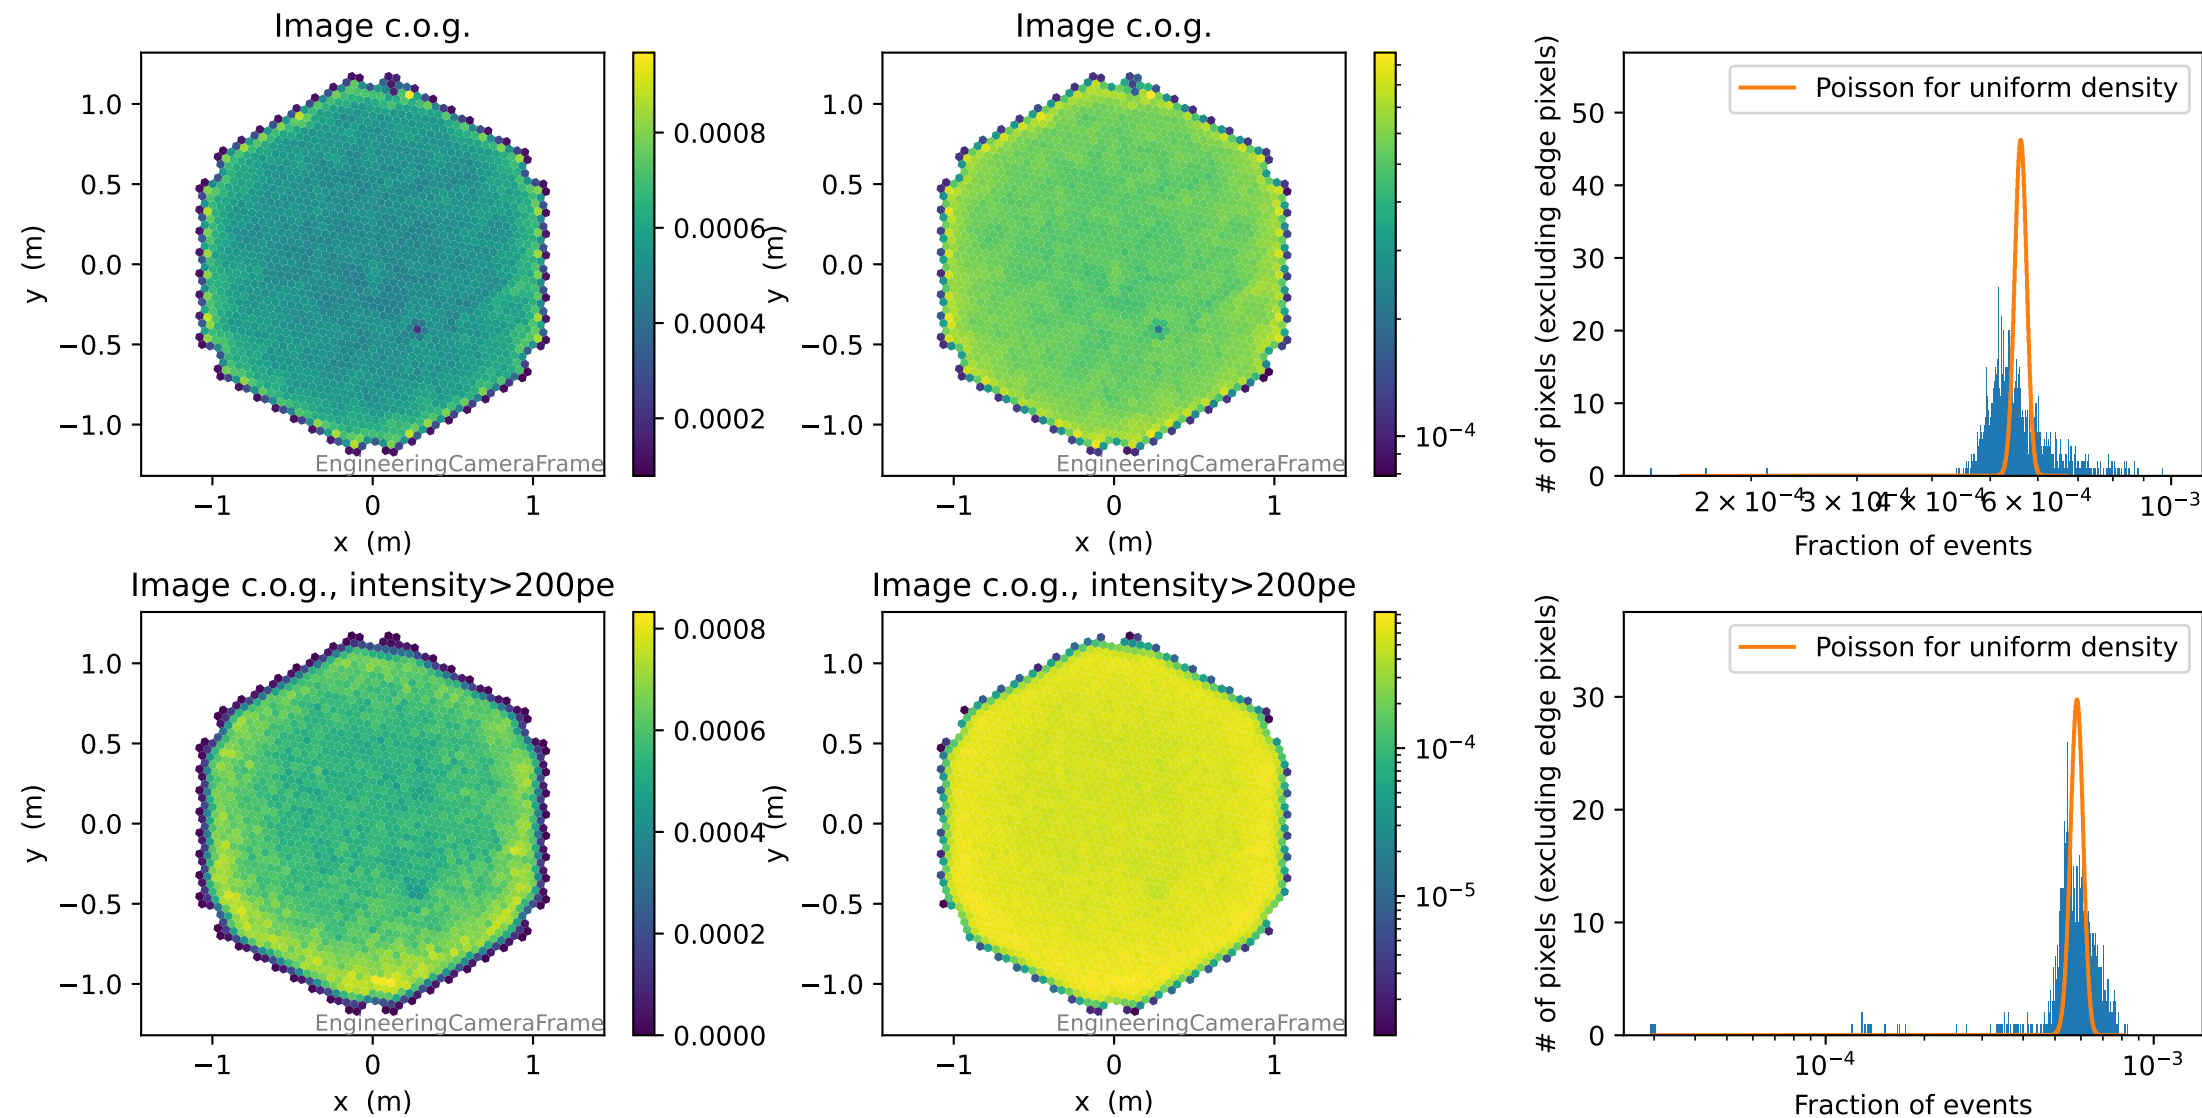 Image c.o.g.
y (m)
1.0
0.5
0.0
−0.5
−1.0
EngineeringCameraFrame
−1 0 1
x (m)
0.0008
0.0006
0.0004
0.0002
Image c.o.g.
y (m)
1.0
0.5
0.0
−0.5
−1.0
EngineeringCameraFrame
−1 0 1
x (m)
10⁻⁴
# of pixels (excluding edge pixels)
50
40
30
20
10
0
Poisson for uniform density
2 × 10⁻⁴ 3 × 10⁻⁴ 4 × 10⁻⁴ 6 × 10⁻⁴ 10⁻³
Fraction of events
Image c.o.g., intensity>200pe
y (m)
1.0
0.5
0.0
−0.5
−1.0
EngineeringCameraFrame
−1 0 1
x (m)
0.0008
0.0006
0.0004
0.0002
0.0000
Image c.o.g., intensity>200pe
y (m)
1.0
0.5
0.0
−0.5
−1.0
EngineeringCameraFrame
−1 0 1
x (m)
10⁻⁴
10⁻⁵
# of pixels (excluding edge pixels)
30
20
10
0
Poisson for uniform density
10⁻⁴ 10⁻³
Fraction of events